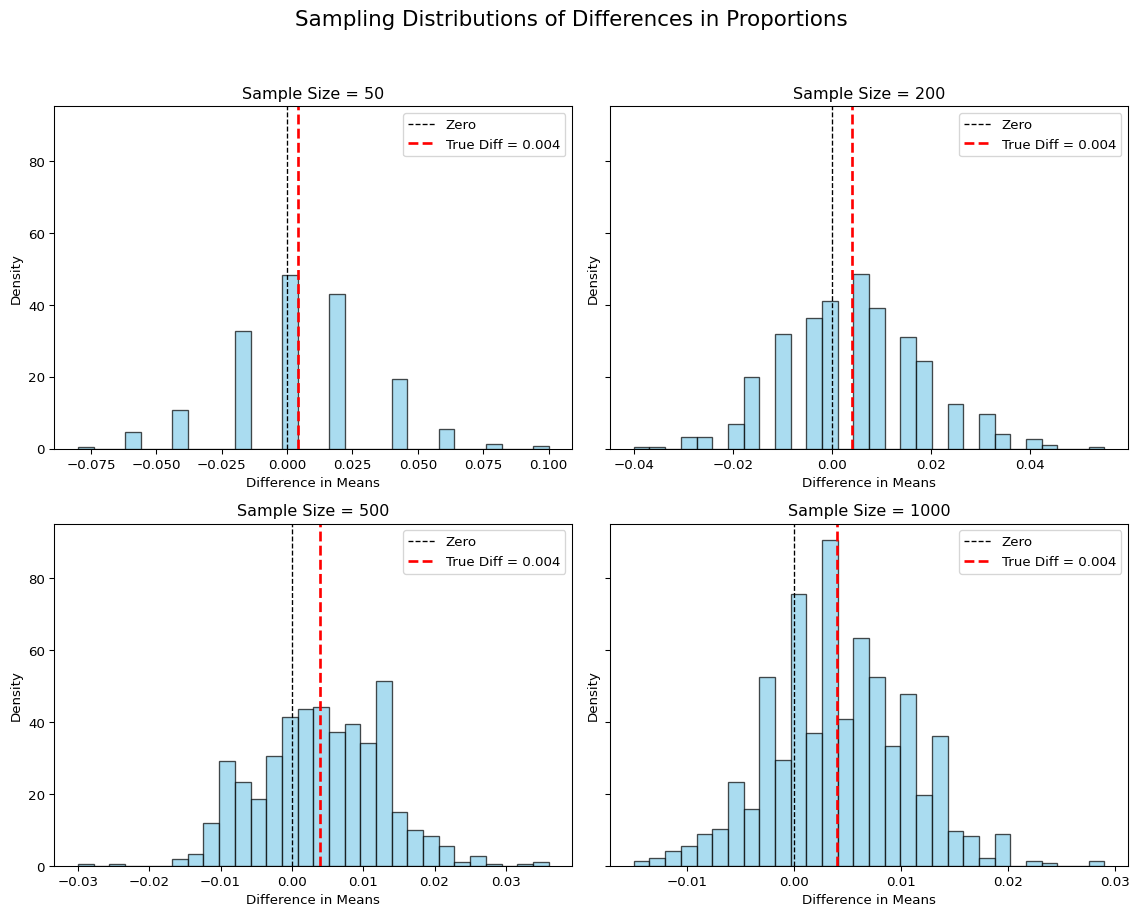 Sampling Distributions of Differences in Proportions
Sample Size = 50
Zero
True Diff = 0.004
Density
0
20
40
60
80
−0.075 −0.050 −0.025 0.000 0.025 0.050 0.075 0.100
Difference in Means
Sample Size = 200
Zero
True Diff = 0.004
Density
−0.04 −0.02 0.00 0.02 0.04
Difference in Means
Sample Size = 500
Zero
True Diff = 0.004
Density
0
20
40
60
80
−0.03 −0.02 −0.01 0.00 0.01 0.02 0.03
Difference in Means
Sample Size = 1000
Zero
True Diff = 0.004
Density
−0.01 0.00 0.01 0.02 0.03
Difference in Means